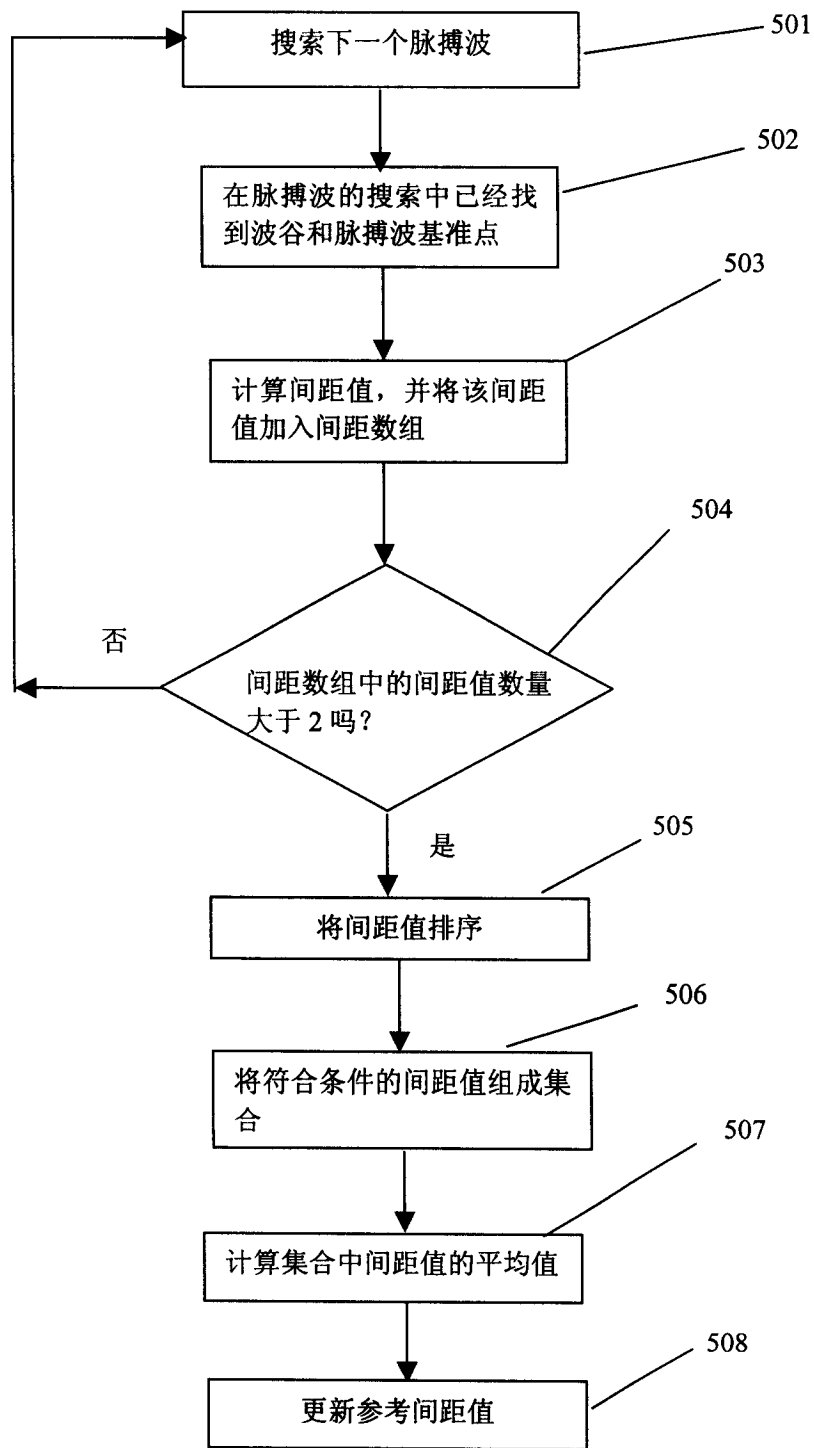 搜索下一个脉搏波
501
502
在脉搏波的搜索中已经找
到波谷和脉搏波基准点
503
计算间距值，并将该间距
值加入间距数组
504
否
间距数组中的间距值数量
大于 2 吗？
505
是
将间距值排序
506
将符合条件的间距值组成集
合
507
计算集合中间距值的平均值
508
更新参考间距值